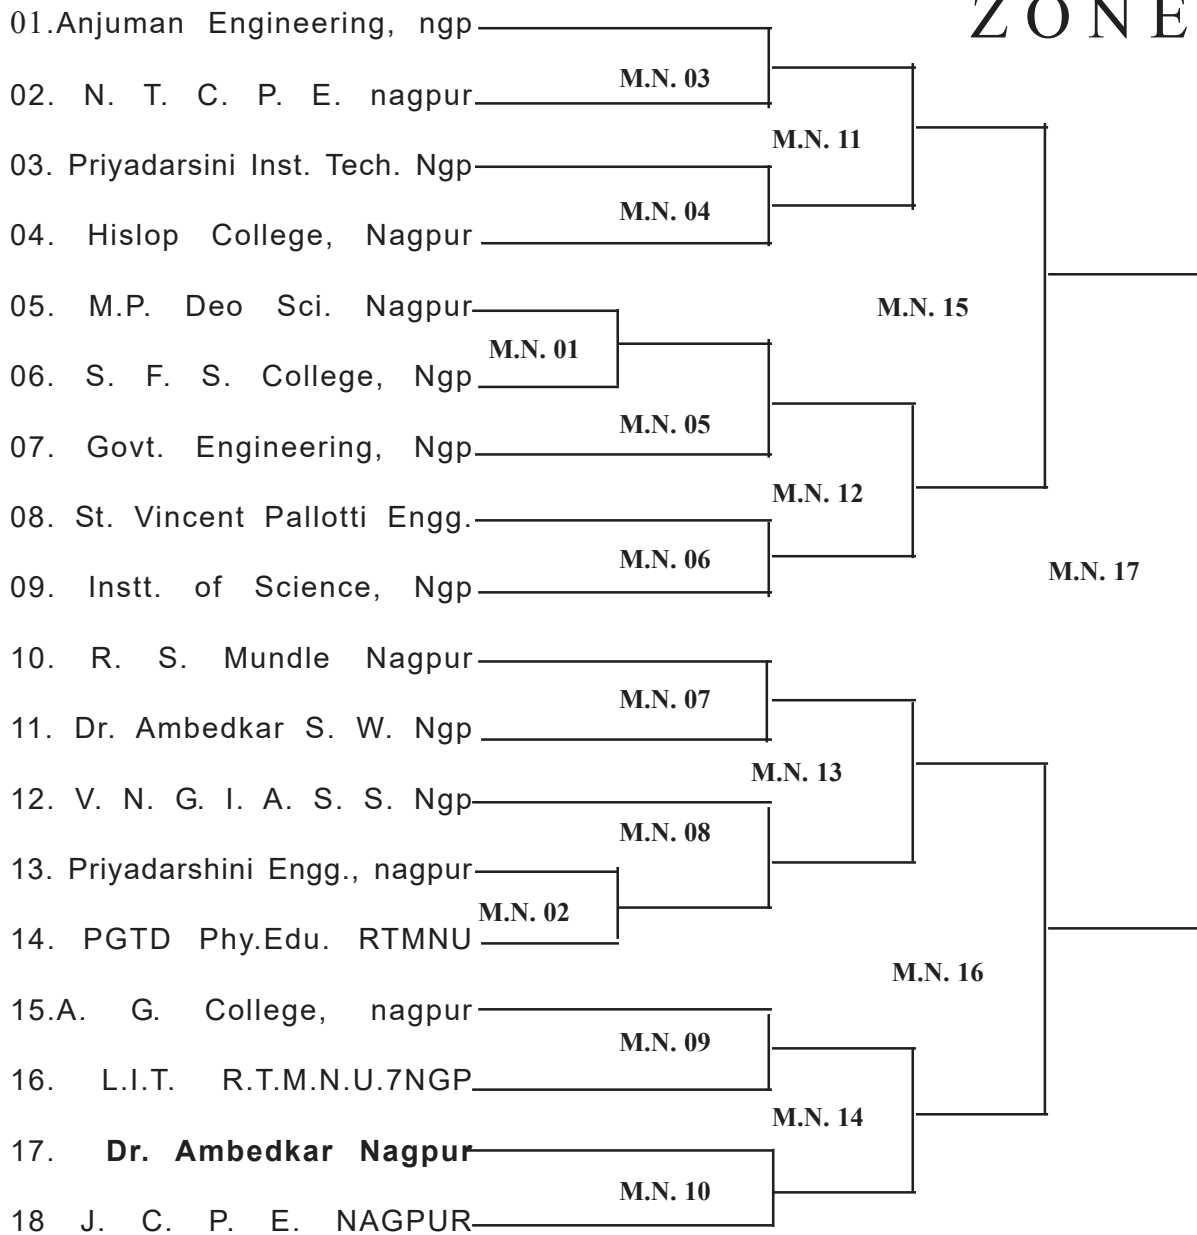 01.Anjuman Engineering, ngp
ZONE
M.N. 03
02. N. T. C. P. E. nagpur
M.N. 11
03. Priyadarsini Inst. Tech. Ngp
M.N. 04
04. Hislop College, Nagpur
05. M.P. Deo Sci. Nagpur
M.N. 15
M.N. 01
06. S. F. S. College, Ngp
M.N. 05
07. Govt. Engineering, Ngp
M.N. 12
08. St. Vincent Pallotti Engg.
M.N. 06
M.N. 17
09. Instt. of Science, Ngp
10. R. S. Mundle Nagpur
M.N. 07
11. Dr. Ambedkar S. W. Ngp
M.N. 13
12. V. N. G. I. A. S. S. Ngp
M.N. 08
13. Priyadarshini Engg., nagpur
M.N. 02
14. PGTD Phy.Edu. RTMNU
M.N. 16
15.A. G. College, nagpur
M.N. 09
16. L.I.T. R.T.M.N.U.7NGP
M.N. 14
17. Dr. Ambedkar Nagpur
M.N. 10
18 J. C. P. E. NAGPUR